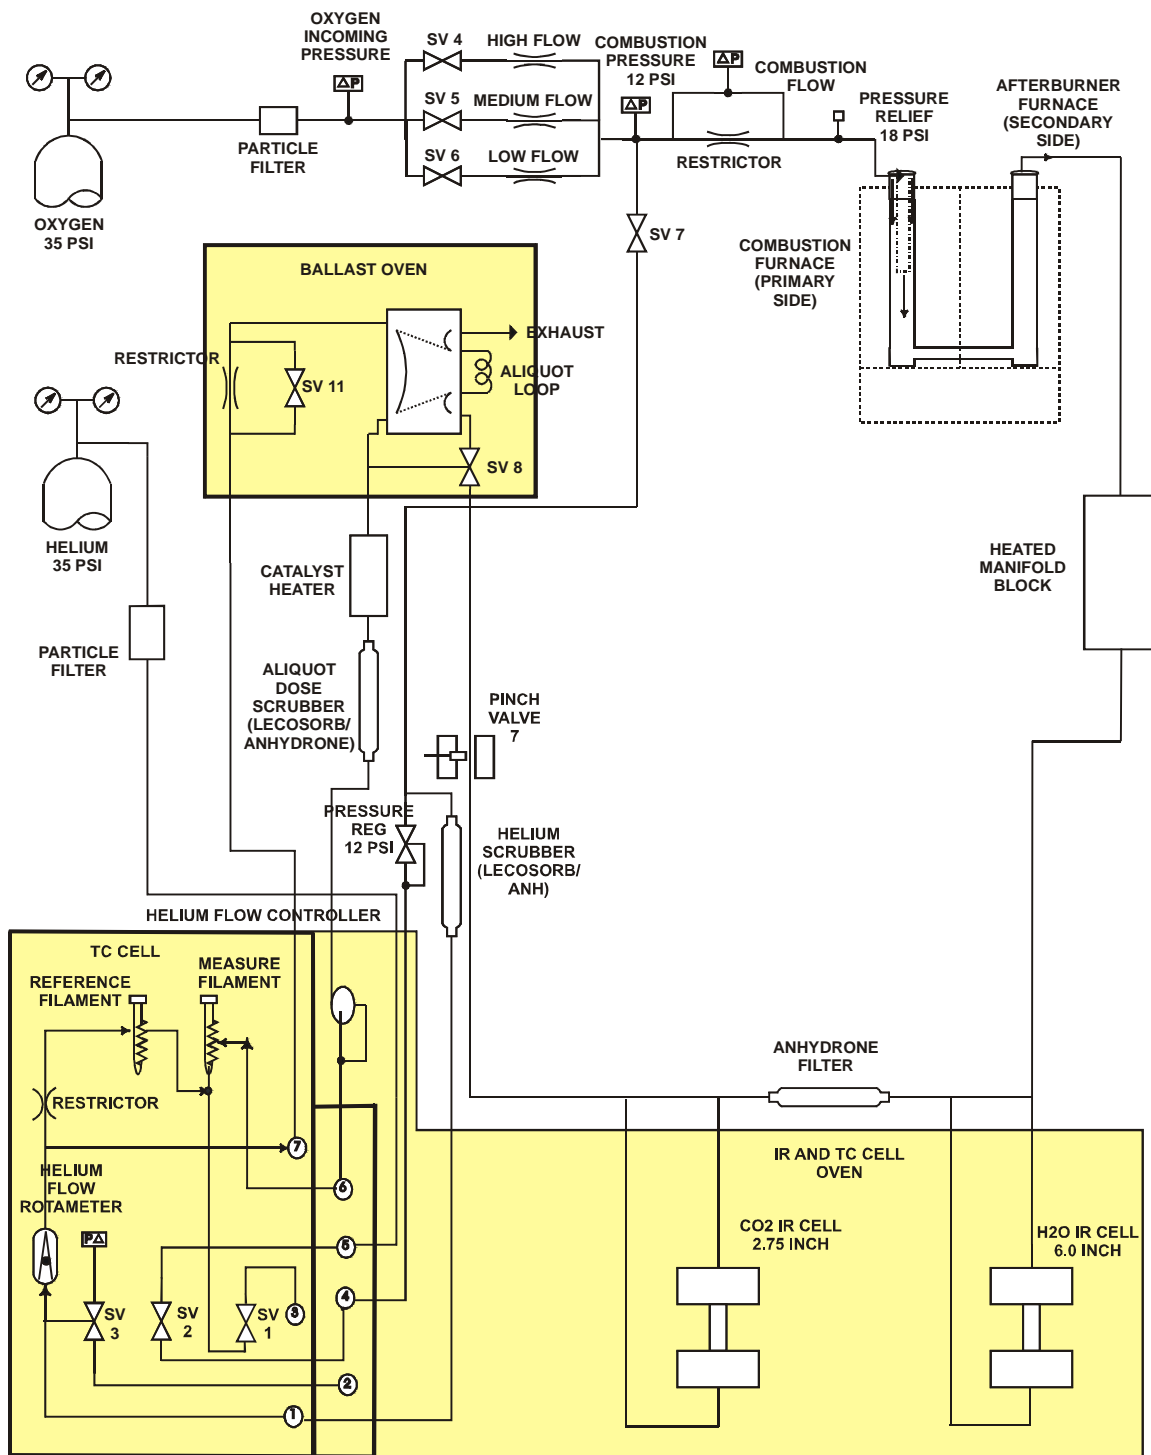 OXYGEN
INCOMING
PRESSURE
SV 4
HIGH FLOW
COMBUSTION
PRESSURE
12 PSI
ΔP
COMBUSTION
FLOW
AFTERBURNER
FURNACE
(SECONDARY
SIDE)
ΔP
SV 5
MEDIUM FLOW
ΔP
PRESSURE
RELIEF
18 PSI
PARTICLE
FILTER
SV 6
LOW FLOW
RESTRICTOR
OXYGEN
35 PSI
SV 7
COMBUSTION
FURNACE
(PRIMARY
SIDE)
BALLAST OVEN
EXHAUST
RESTRICTOR
SV 11
ALIQUOT
LOOP
SV 8
HELIUM
35 PSI
CATALYST
HEATER
HEATED
MANIFOLD
BLOCK
PARTICLE
FILTER
ALIQUOT
DOSE
SCRUBBER
(LECOSORB/
ANHYDRONE)
PINCH
VALVE
7
PRESSURE
REG
12 PSI
HELIUM
SCRUBBER
(LECOSORB/
ANH)
HELIUM FLOW CONTROLLER
TC CELL
REFERENCE
FILAMENT
MEASURE
FILAMENT
ANHYDRONE
FILTER
RESTRICTOR
7
IR AND TC CELL
OVEN
HELIUM
FLOW
ROTAMETER
6
PΔ
5
CO2 IR CELL
2.75 INCH
H2O IR CELL
6.0 INCH
4
SV
3
SV
2
SV
1
3
2
1